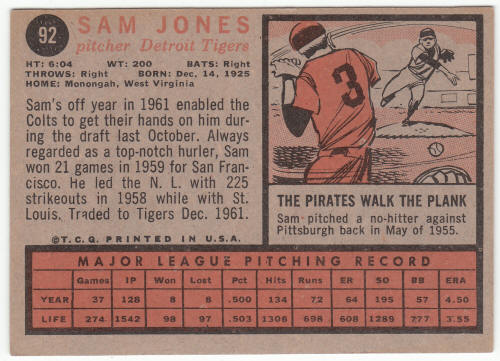 92
SAM JONES
pitcher Detroit Tigers
HT: 6:04 WT: 200 BATS: Right
THROWS: Right BORN: Dec, 14, 1925
HOME: Monongah, West Virginia
Sam's off year in 1961 enabled the
Colts to get their hands on him dur-
ing the draft last October. Always
regarded as a top-notch hurler, Sam
won 21 games in 1959 for San Fran-
cisco. He led the N. L. with 225
strikeouts in 1958 while with St.
Louis. Traded to Tigers Dec. 1961.
©T.C.G. PRINTED IN U.S.A.
3
THE PIRATES WALK THE PLANK
Sam pitched a no-hitter against
Pittsburgh back in May of 1955.
MAJOR LEAGUE PITCHING RECORD
Games IP Won Lost Pct Hits Runs ER SO BB ERA
YEAR 37 128 8 8 .500 134 72 64 195 57 4.50
LIFE 274 1542 98 97 .503 1306 698 608 1289 777 3.55